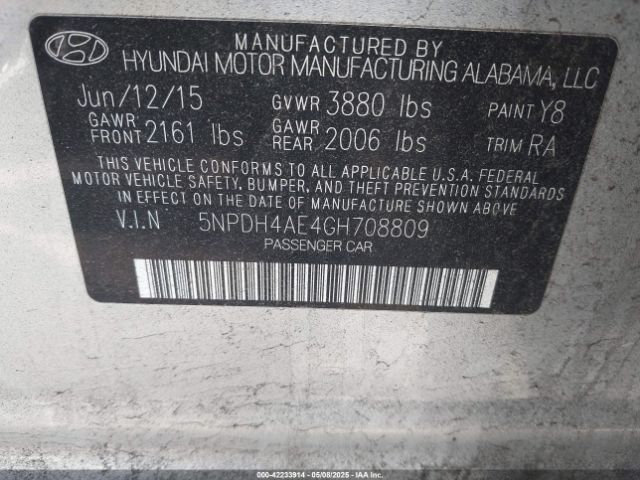 MANUFACTURED BY
HYUNDAI MOTOR MANUFACTURING ALABAMA, LLC
Jun/12/15 GVWR 3880 lbs PAINT Y8
GAWR FRONT 2161 lbs GAWR REAR 2006 lbs TRIM RA
THIS VEHICLE CONFORMS TO ALL APPLICABLE U.S.A. FEDERAL
MOTOR VEHICLE SAFETY, BUMPER, AND THEFT PREVENTION STANDARDS
IN EFFECT ON THE DATE OF MANUFACTURE SHOWN ABOVE
V.I.N 5NPDH4AE4GH708809
PASSENGER CAR
000-42233914 - 05/08/2025 - IAA Inc.